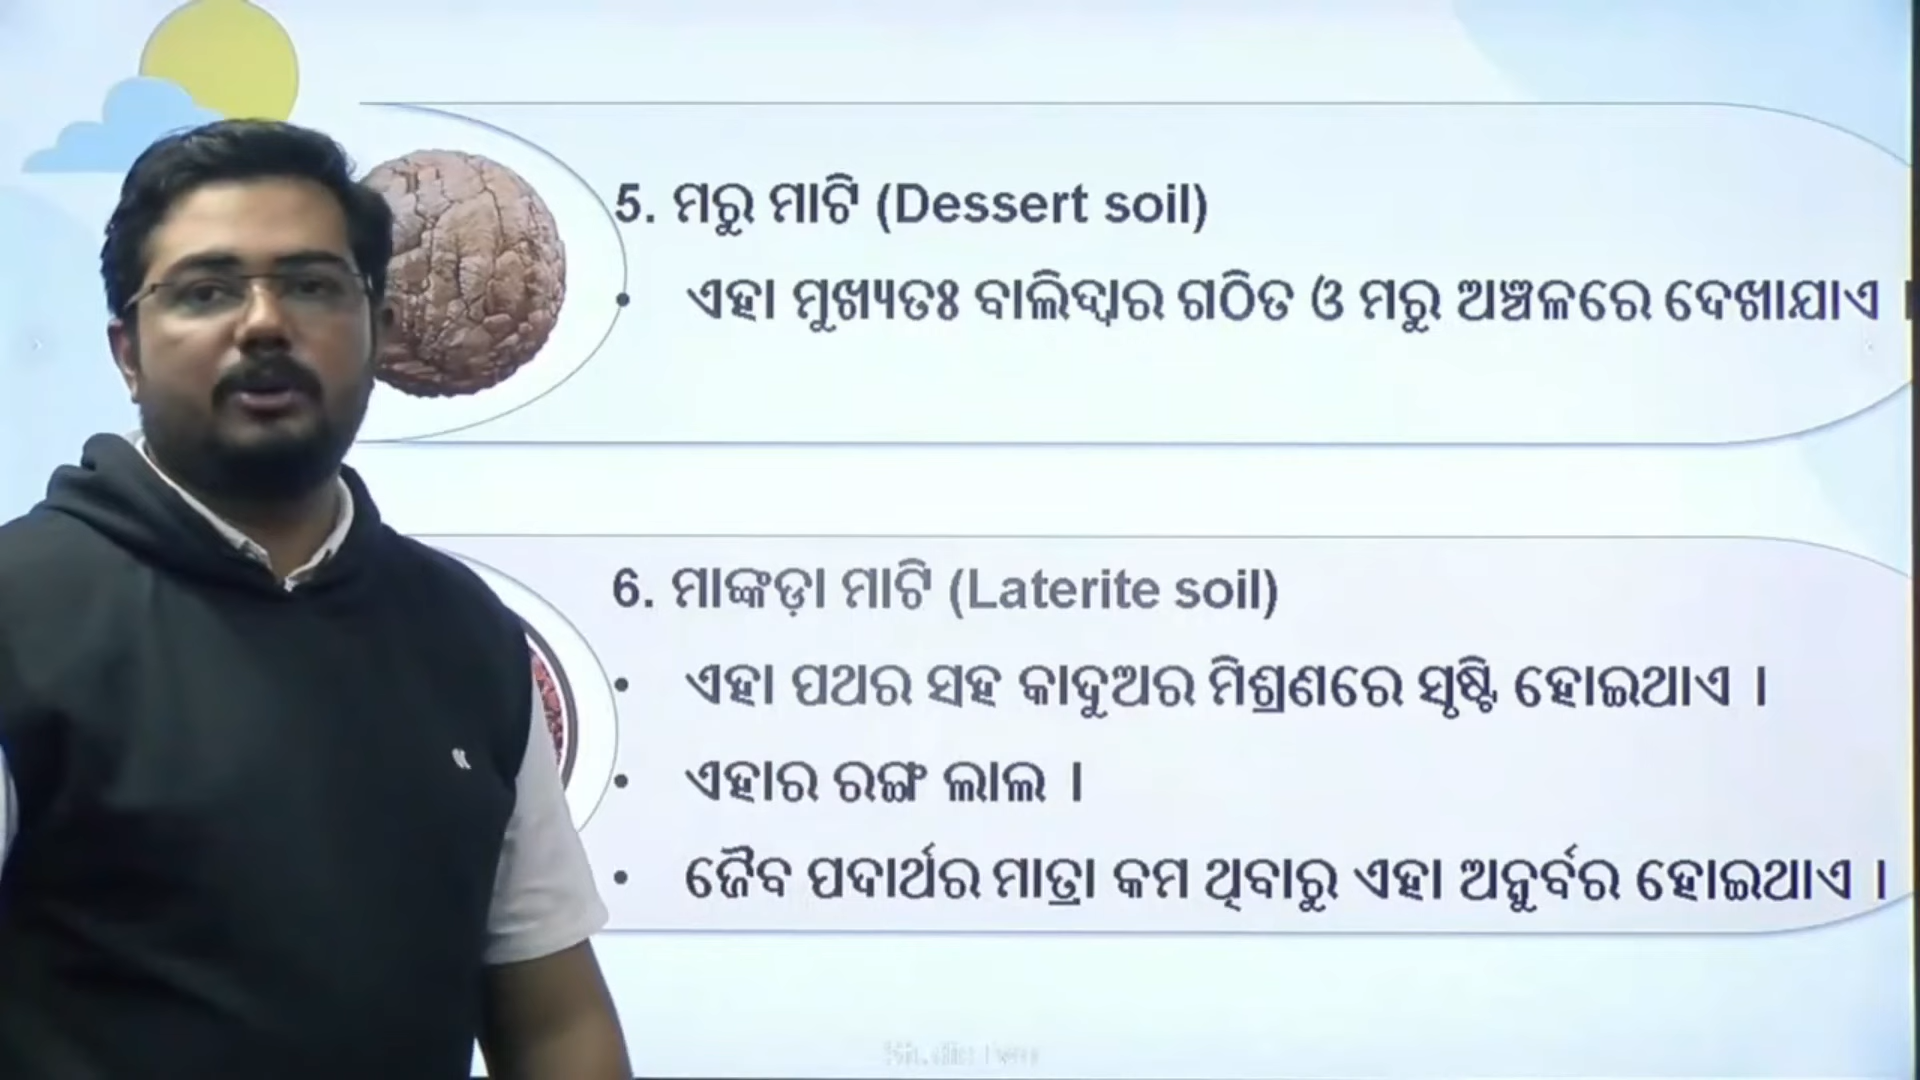 5. ମରୁ ମାଟି (Dessert soil)
• ଏହା ମୁଖ୍ୟତଃ ବାଲିଦ୍ବାର ଗଠିତ ଓ ମରୁ ଅଞ୍ଚଳରେ ଦେଖାଯାଏ ।
6. ମାଙ୍କଡ଼ା ମାଟି (Laterite soil)
• ଏହା ପଥର ସହ କାଦୁଅର ମିଶ୍ରଣରେ ସୃଷ୍ଟି ହୋଇଥାଏ ।
• ଏହାର ରଙ୍ଗ ଲାଲ ।
• ଜୈବ ପଦାର୍ଥର ମାତ୍ରା କମ ଥିବାରୁ ଏହା ଅନୁର୍ବର ହୋଇଥାଏ ।